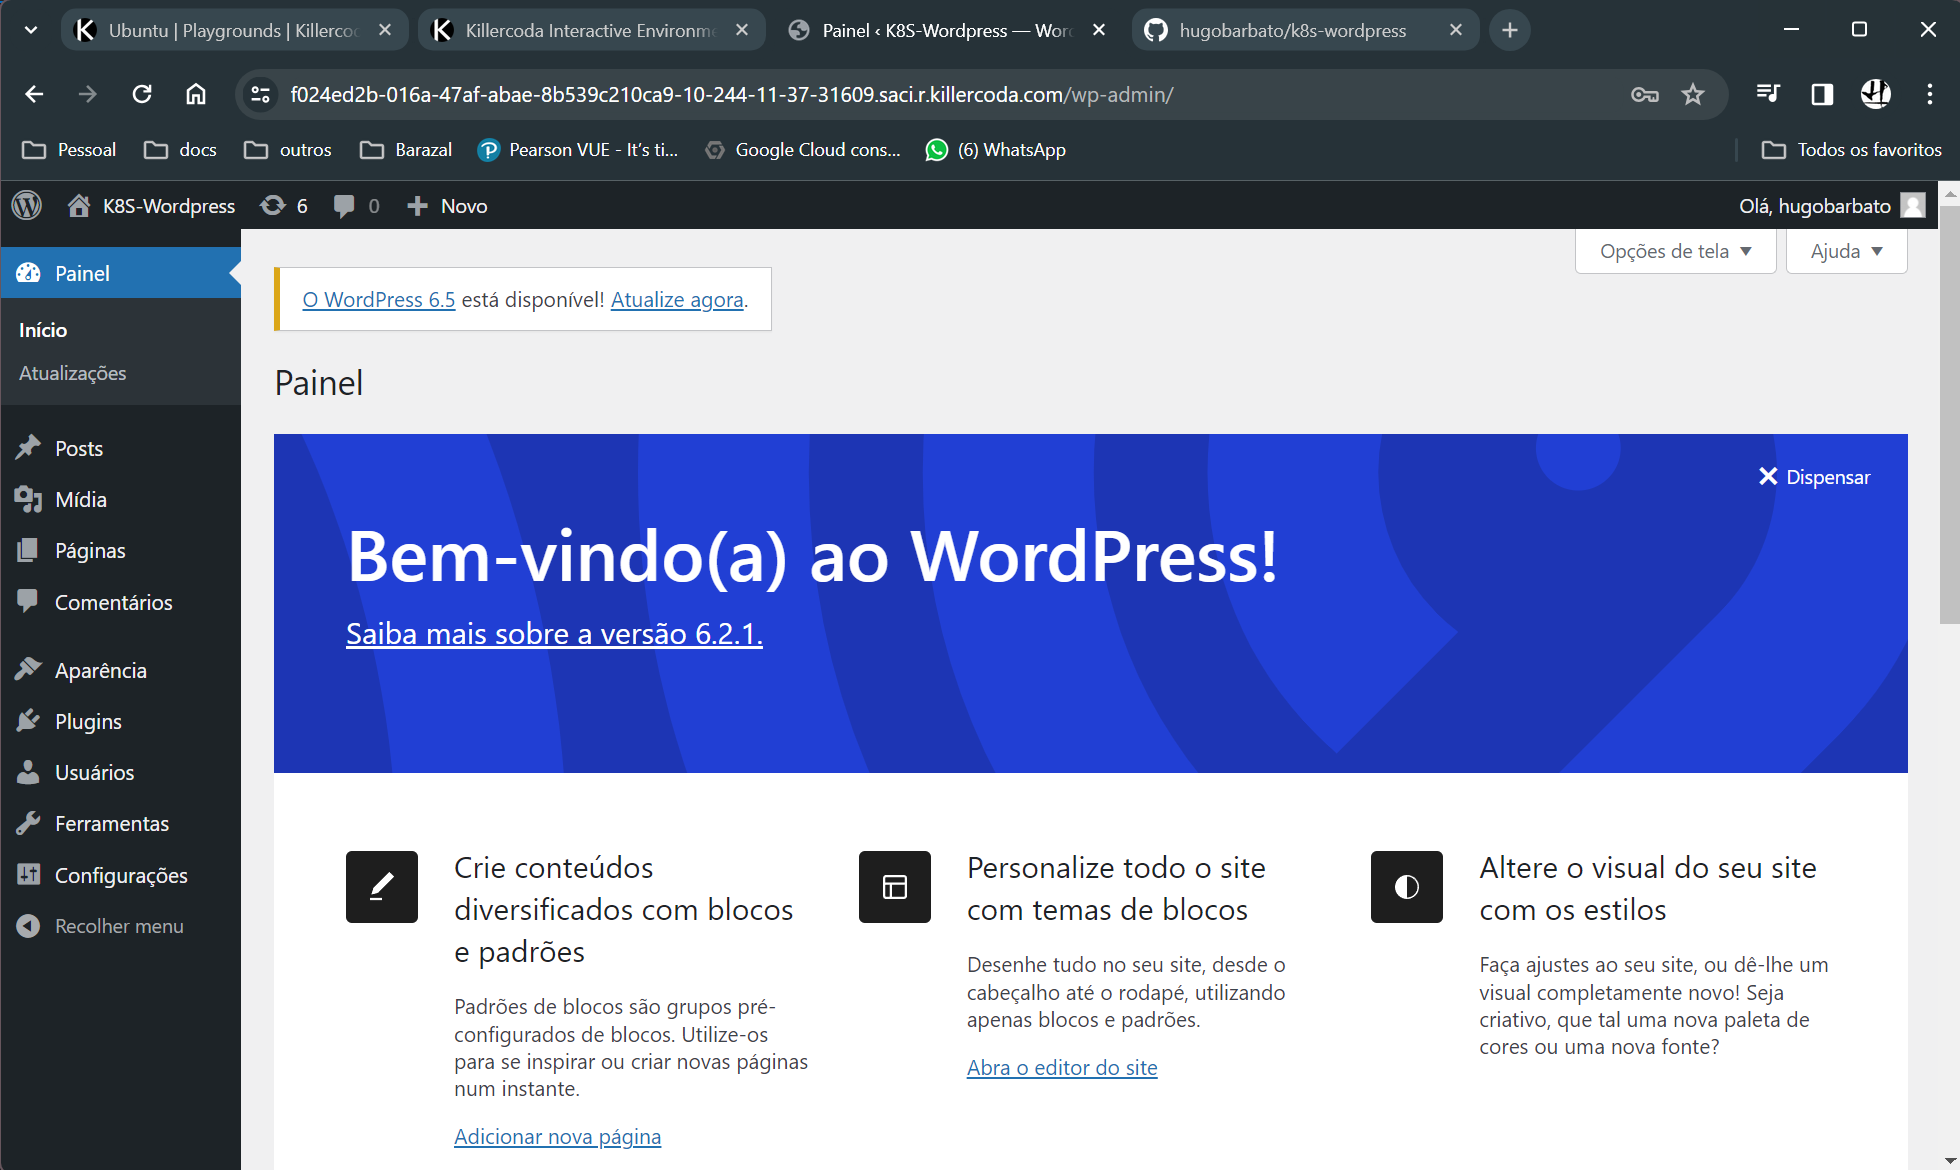 Ubuntu | Playgrounds | Killerco
Killercoda Interactive Environme
Painel ‹ K8S-Wordpress — Word
hugobarbato/k8s-wordpress
f024ed2b-016a-47af-abae-8b539c210ca9-10-244-11-37-31609.saci.r.killercoda.com/wp-admin/
Pessoal
docs
outros
Barazal
Pearson VUE - It's ti...
Google Cloud cons...
(6) WhatsApp
Todos os favoritos
K8S-Wordpress
6
0
Novo
Olá, hugobarbato
Painel
Início
Atualizações
Posts
Mídia
Páginas
Comentários
Aparência
Plugins
Usuários
Ferramentas
Configurações
Recolher menu
Opções de tela
Ajuda
O WordPress 6.5 está disponível! Atualize agora.
Painel
Dispensar
Bem-vindo(a) ao WordPress!
Saiba mais sobre a versão 6.2.1.
Crie conteúdos
diversificados com blocos
e padrões
Padrões de blocos são grupos pré-
configurados de blocos. Utilize-os
para se inspirar ou criar novas páginas
num instante.
Adicionar nova página
Personalize todo o site
com temas de blocos
Desenhe tudo no seu site, desde o
cabeçalho até o rodapé, utilizando
apenas blocos e padrões.
Abra o editor do site
Altere o visual do seu site
com os estilos
Faça ajustes ao seu site, ou dê-lhe um
visual completamente novo! Seja
criativo, que tal uma nova paleta de
cores ou uma nova fonte?